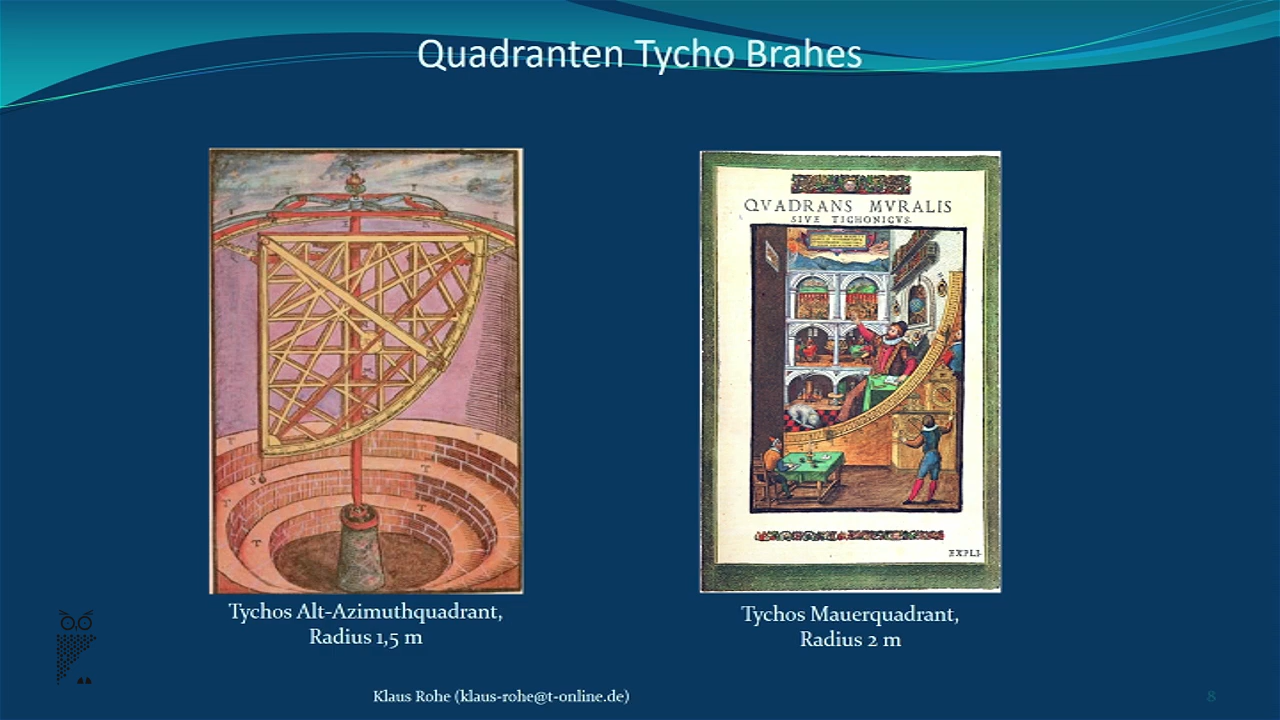 Quadranten Tycho Brahes
QVADRANS MVRALIS
SIVE TICHONICVS.
EXPLI-
Tychos Alt-Azimuthquadrant,
Radius 1,5 m
Tychos Mauerquadrant,
Radius 2 m
Klaus Rohe (klaus-rohe@t-online.de)
8